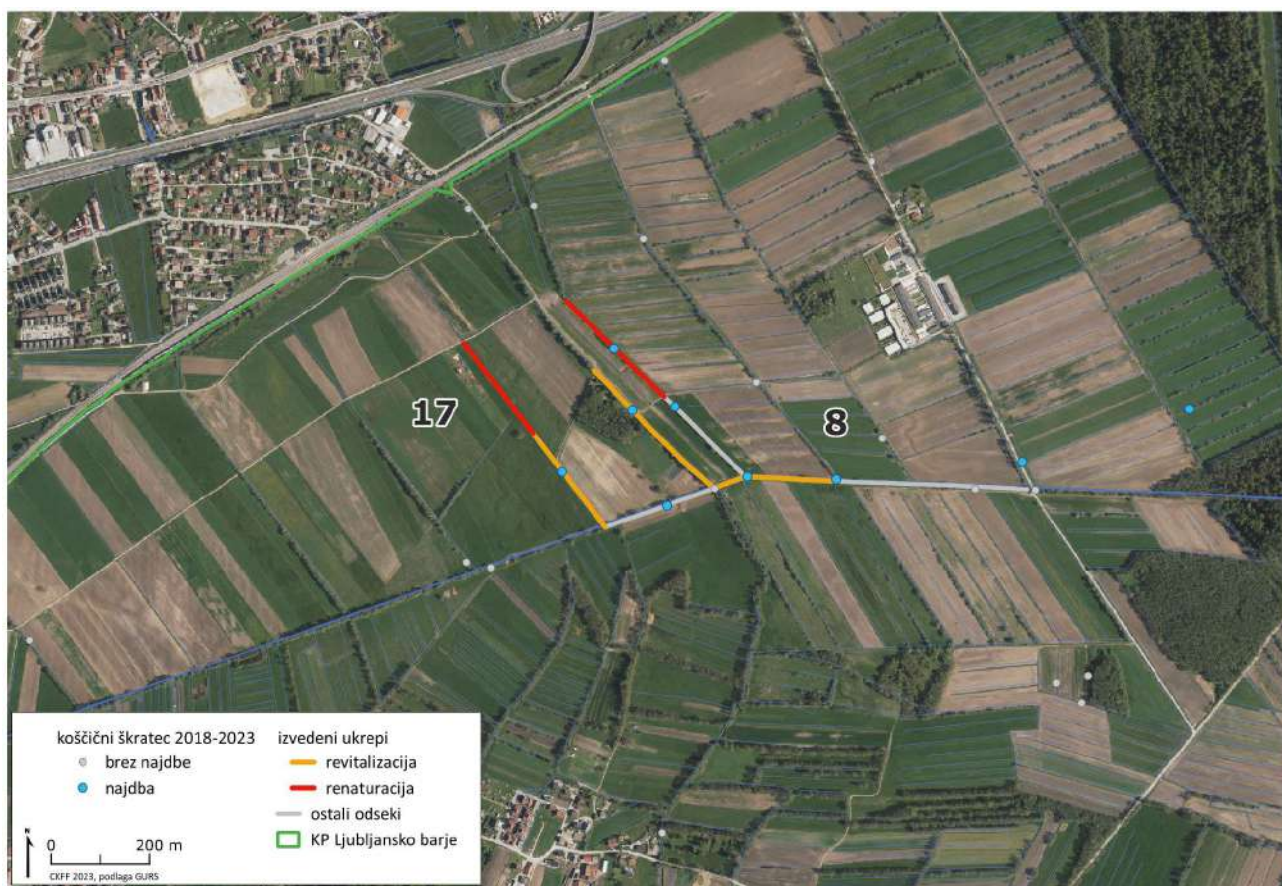 17
8
koščični škratec 2018-2023
brez najdbe
najdba
izvedeni ukrepi
revitalizacija
renaturacija
ostali odseki
KP Ljubljansko barje
N
0 200 m
CKFF 2023, podlaga GURS